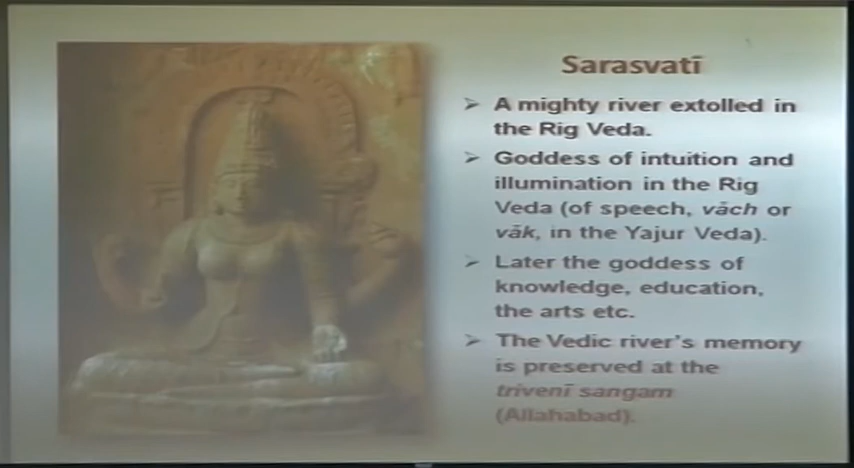 Sarasvatī
➢ A mighty river extolled in
the Rig Veda.
➢ Goddess of intuition and
illumination in the Rig
Veda (of speech, vāch or
vāk, in the Yajur Veda).
➢ Later the goddess of
knowledge, education,
the arts etc.
➢ The Vedic river's memory
is preserved at the
trivenī sangam
(Allahabad).